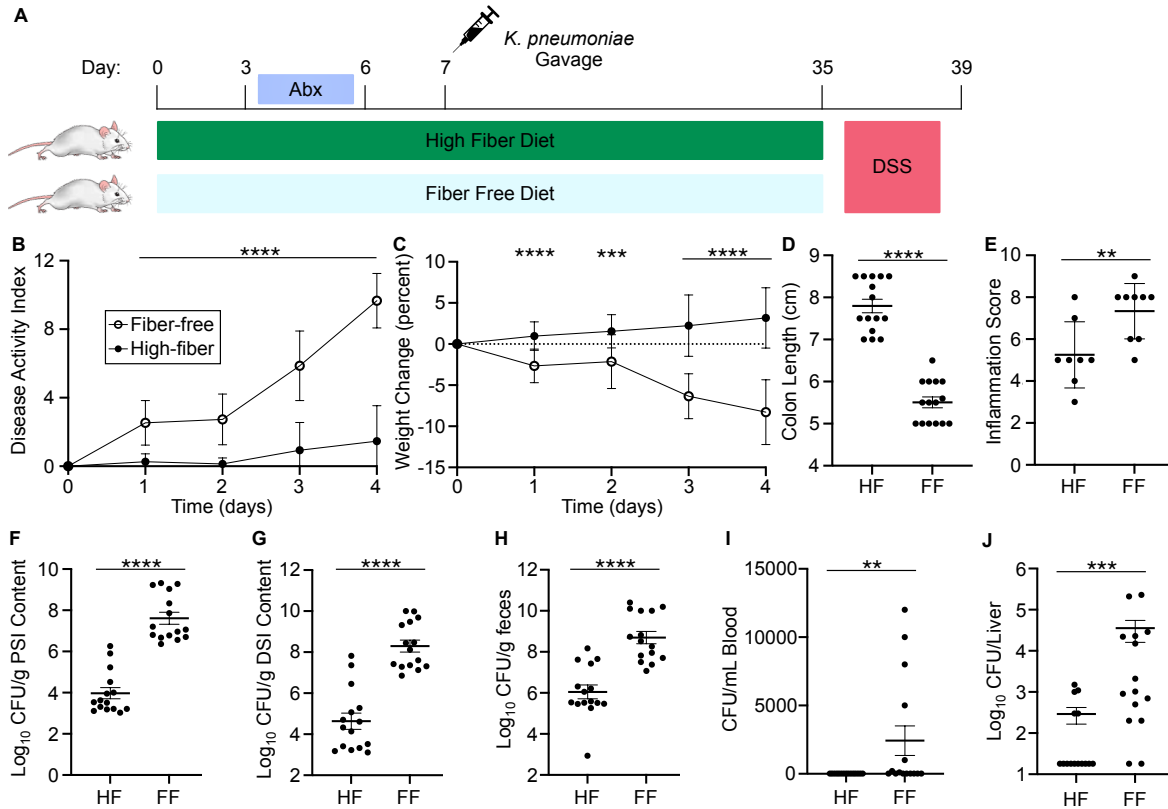 A
Day:
0
3
6
7
35
39
Abx
K. pneumoniae
Gavage
High Fiber Diet
Fiber Free Diet
DSS
B
Disease Activity Index
12
8
4
0
****
Fiber-free
High-fiber
0 1 2 3 4
Time (days)
C
Weight Change (percent)
10
5
0
-5
-10
-15
****
***
****
0 1 2 3 4
Time (days)
D
Colon Length (cm)
9
8
7
6
5
4
****
HF FF
E
Inflammation Score
10
8
6
4
2
0
**
HF FF
F
Log10 CFU/g PSI Content
10
8
6
4
2
0
****
HF FF
G
Log10 CFU/g DSI Content
12
10
8
6
4
2
****
HF FF
H
Log10 CFU/g feces
12
10
8
6
4
2
****
HF FF
I
CFU/mL Blood
15000
10000
5000
0
**
HF FF
J
Log10 CFU/Liver
6
5
4
3
2
1
***
HF FF